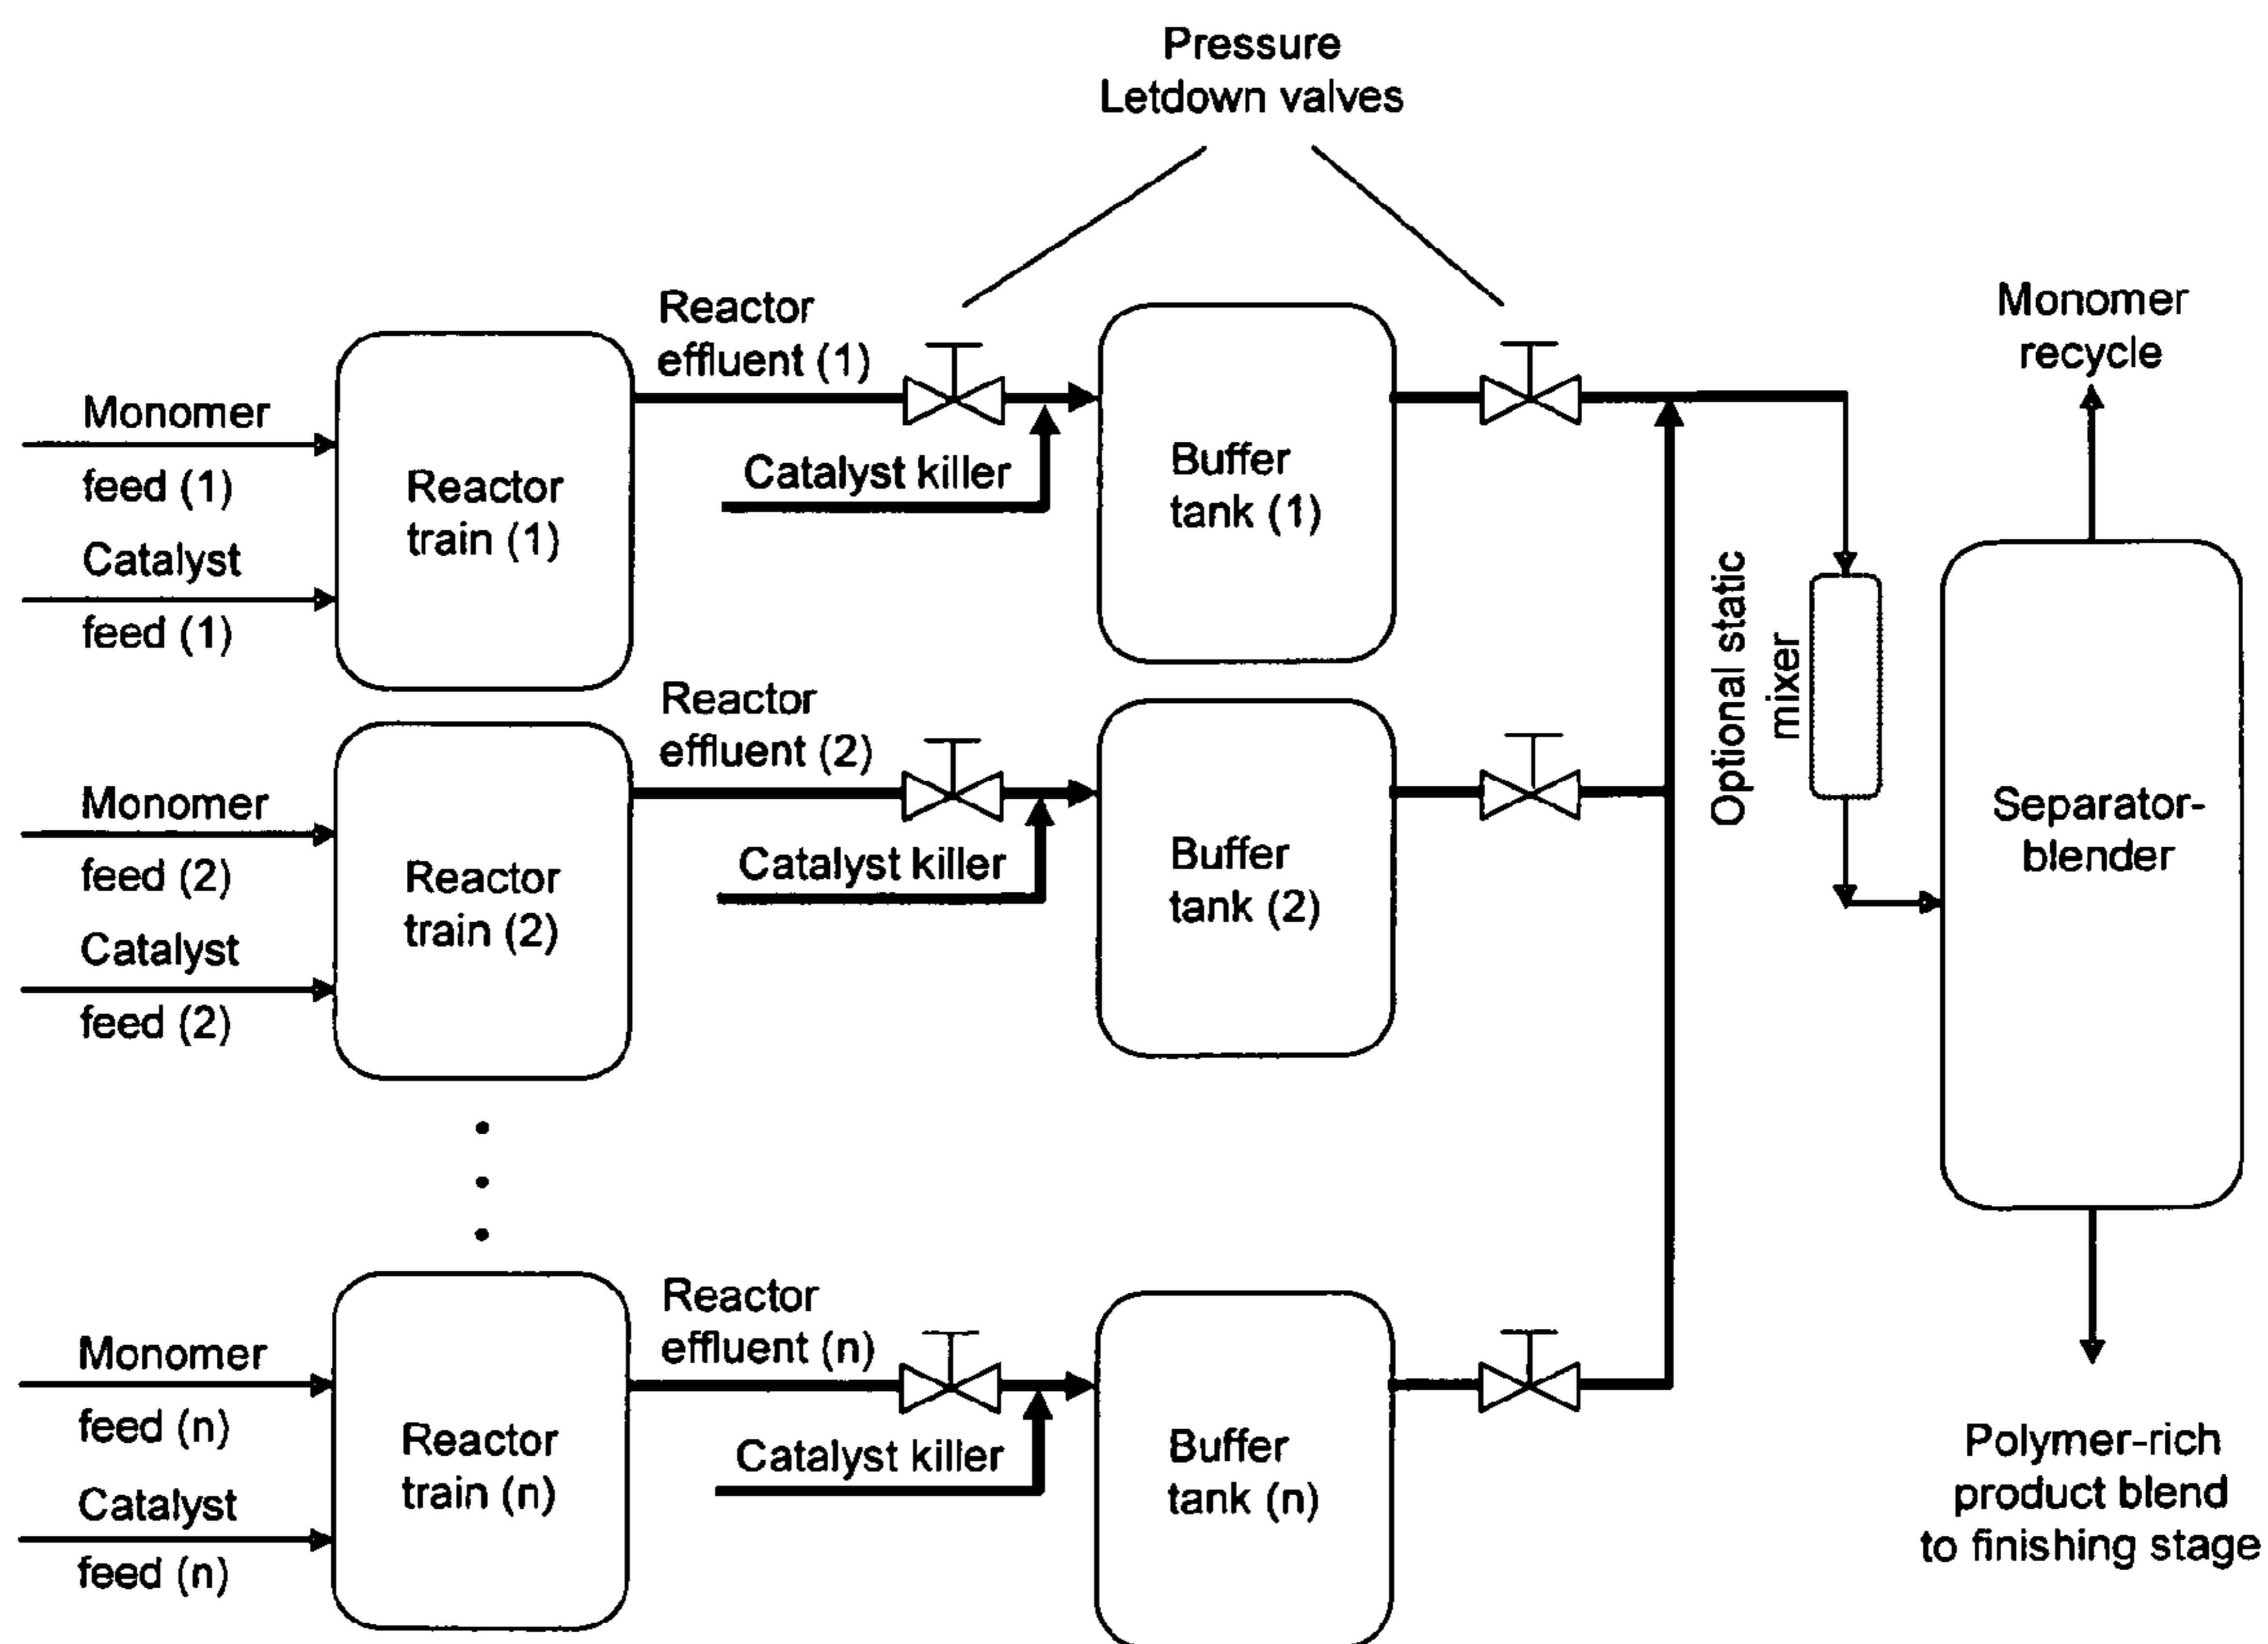 Pressure
Letdown valves
Reactor
effluent (1)
Monomer
feed (1)
Catalyst
feed (1)
Reactor
train (1)
Catalyst killer
Buffer
tank (1)
Monomer
recycle
Optional static
mixer
Separator-
blender
Reactor
effluent (2)
Monomer
feed (2)
Catalyst
feed (2)
Reactor
train (2)
Catalyst killer
Buffer
tank (2)
Reactor
effluent (n)
Monomer
feed (n)
Catalyst
feed (n)
Reactor
train (n)
Catalyst killer
Buffer
tank (n)
Polymer-rich
product blend
to finishing stage